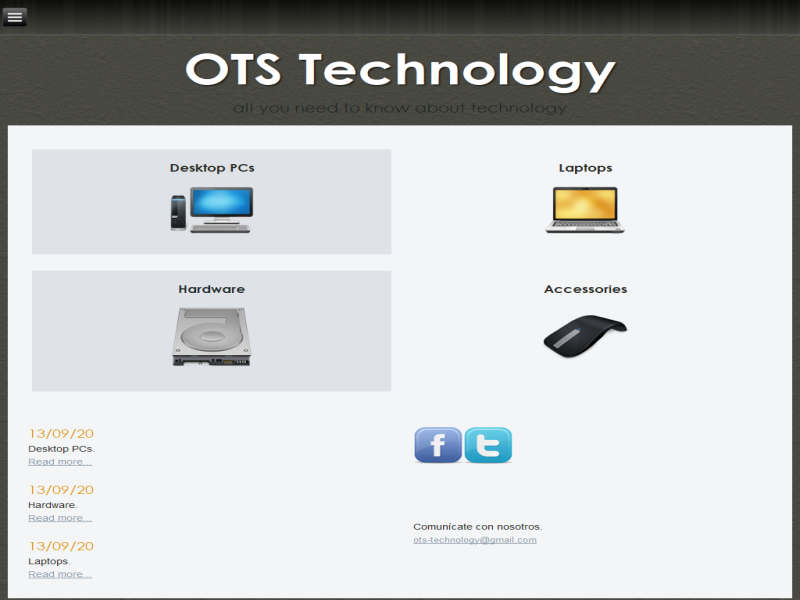 OTS Technology
all you need to know about technology
Desktop PCs
Laptops
Hardware
Accessories
13/09/20
Desktop PCs.
Read more...
13/09/20
Hardware.
Read more...
13/09/20
Laptops.
Read more...
f t
Comunícate con nosotros.
ots-technology@gmail.com